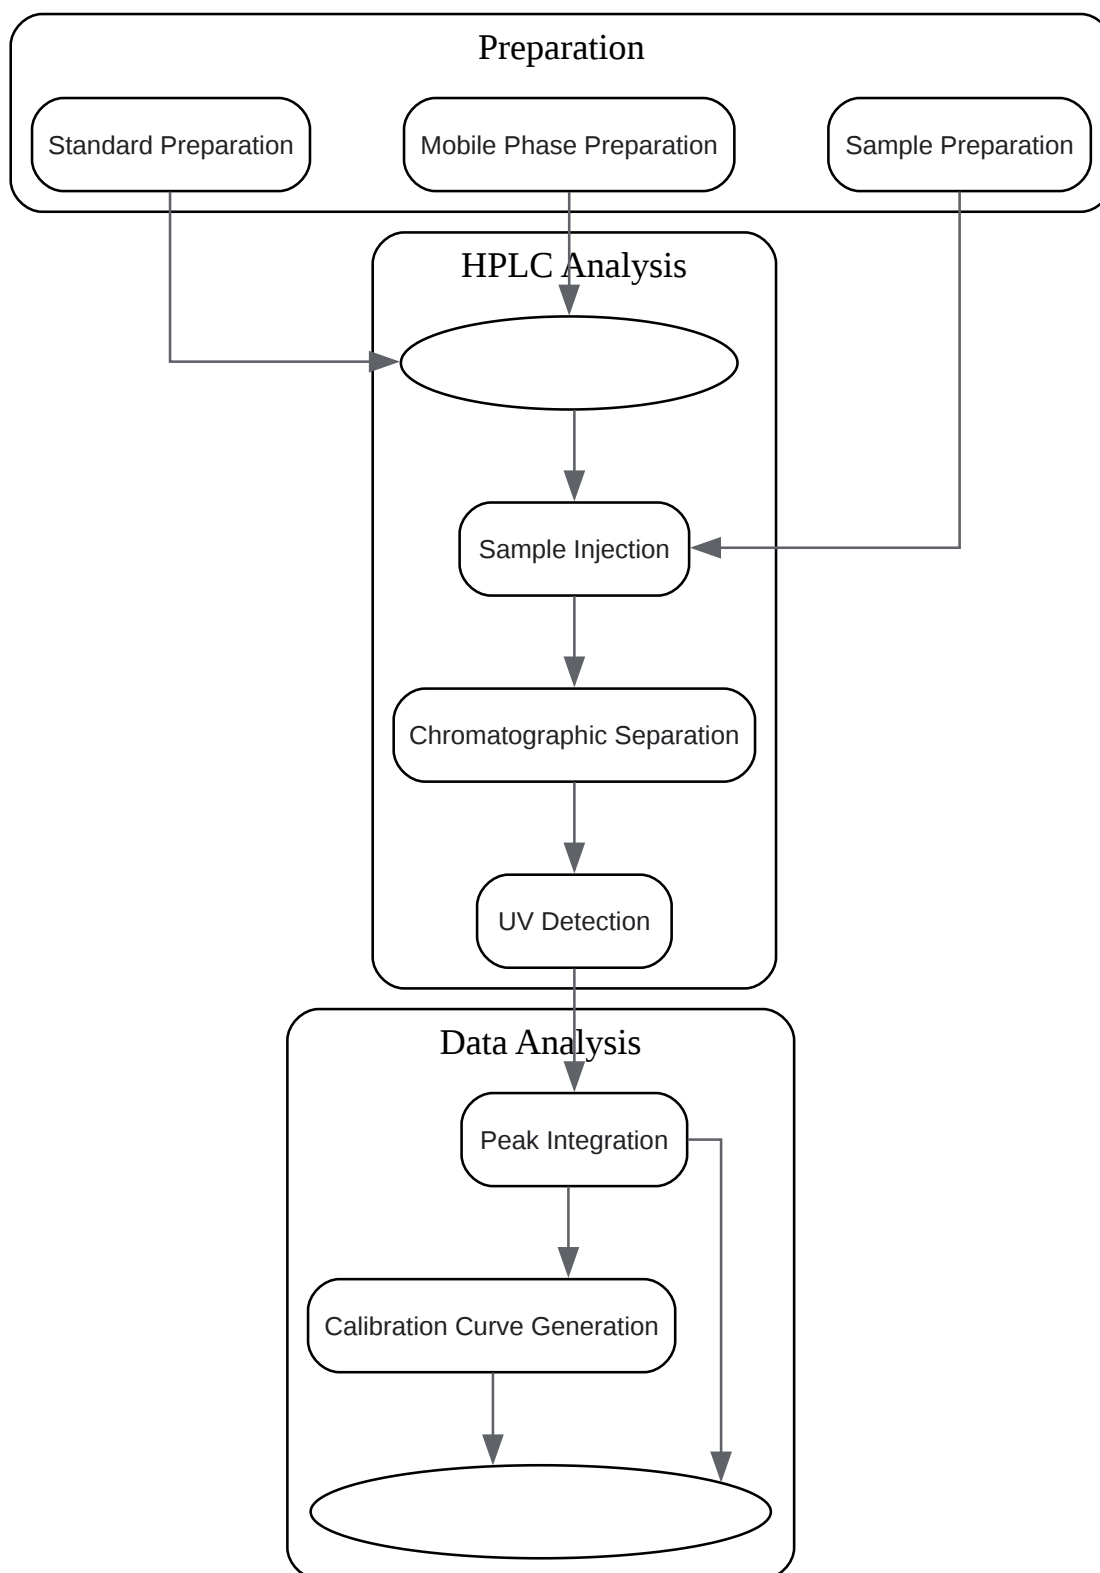 Preparation
Standard Preparation
Mobile Phase Preparation
Sample Preparation
HPLC Analysis
Sample Injection
Chromatographic Separation
UV Detection
Data Analysis
Peak Integration
Calibration Curve Generation